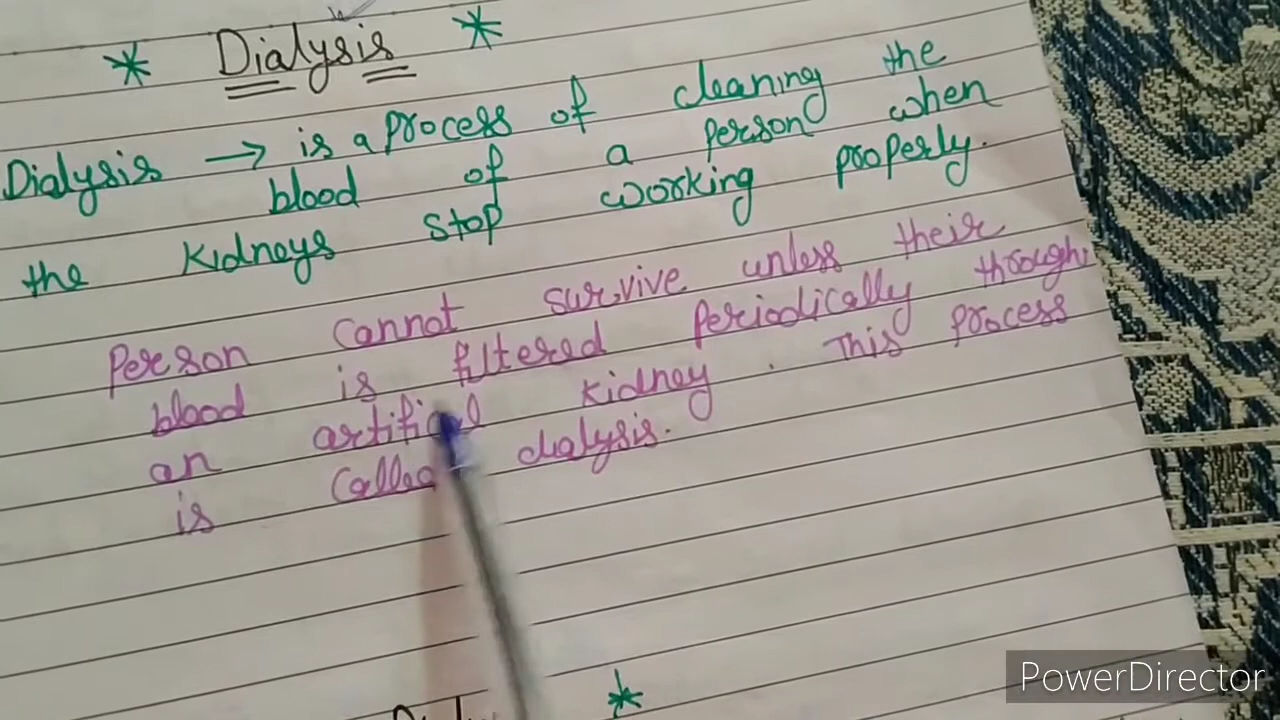 * Dialysis *
Dialysis → is a process of cleaning the
blood of a person when
the kidneys stop working properly.
Person cannot survive unless their
blood is filtered periodically through
an artifical kidney. This process
is called dialysis.
*
PowerDirector